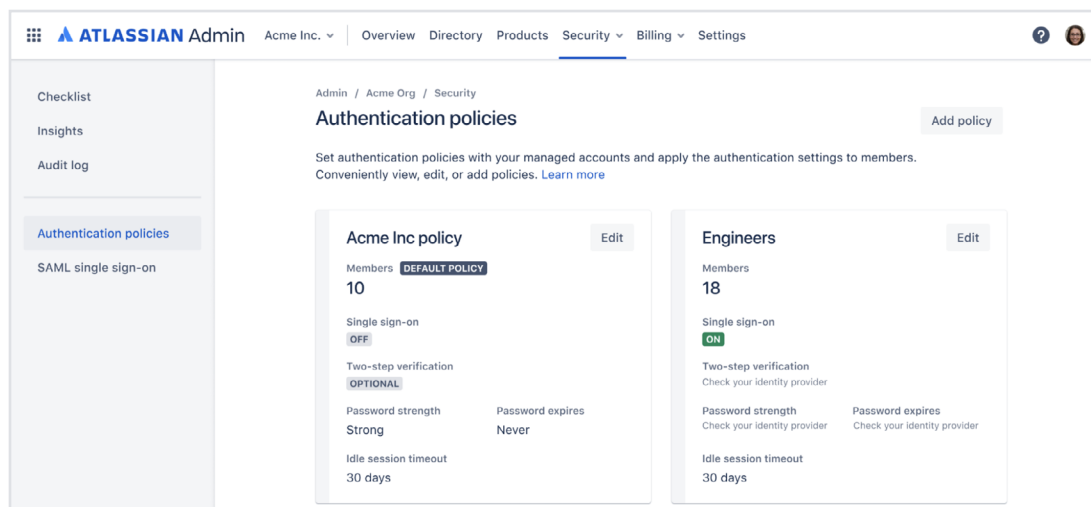 ATLASSIAN Admin Acme Inc. Overview Directory Products Security Billing Settings
Checklist
Insights
Audit log
Authentication policies
SAML single sign-on
Admin / Acme Org / Security
Authentication policies
Add policy
Set authentication policies with your managed accounts and apply the authentication settings to members.
Conveniently view, edit, or add policies. Learn more
Acme Inc policy
Edit
Members DEFAULT POLICY
10
Single sign-on
OFF
Two-step verification
OPTIONAL
Password strength Password expires
Strong Never
Idle session timeout
30 days
Engineers
Edit
Members
18
Single sign-on
ON
Two-step verification
Check your identity provider
Password strength Password expires
Check your identity provider Check your identity provider
Idle session timeout
30 days